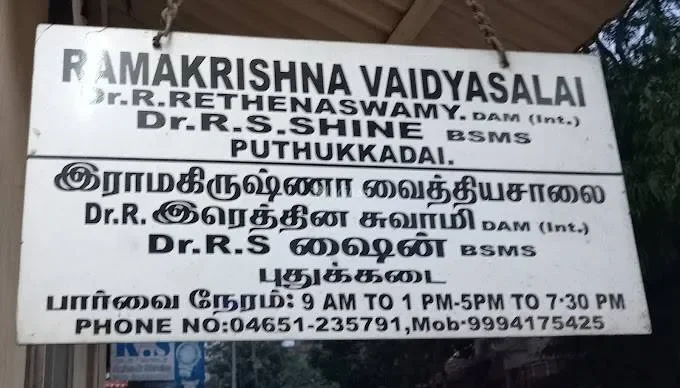 RAMAKRISHNA VAIDYASALAI
Dr.R.RETHENASWAMY. DAM (Int.)
Dr.R.S.SHINE BSMS
PUTHUKKADAI.
இராமகிருஷ்ணா வைத்தியசாலை
Dr.R. இரெத்தின சுவாமி DAM (Int.)
Dr.R.S ஷைன் BSMS
புதுக்கடை
பார்வை நேரம்: 9 AM TO 1 PM-5PM TO 7·30 PM
PHONE NO:04651-235791,Mob·9994175425
R.S